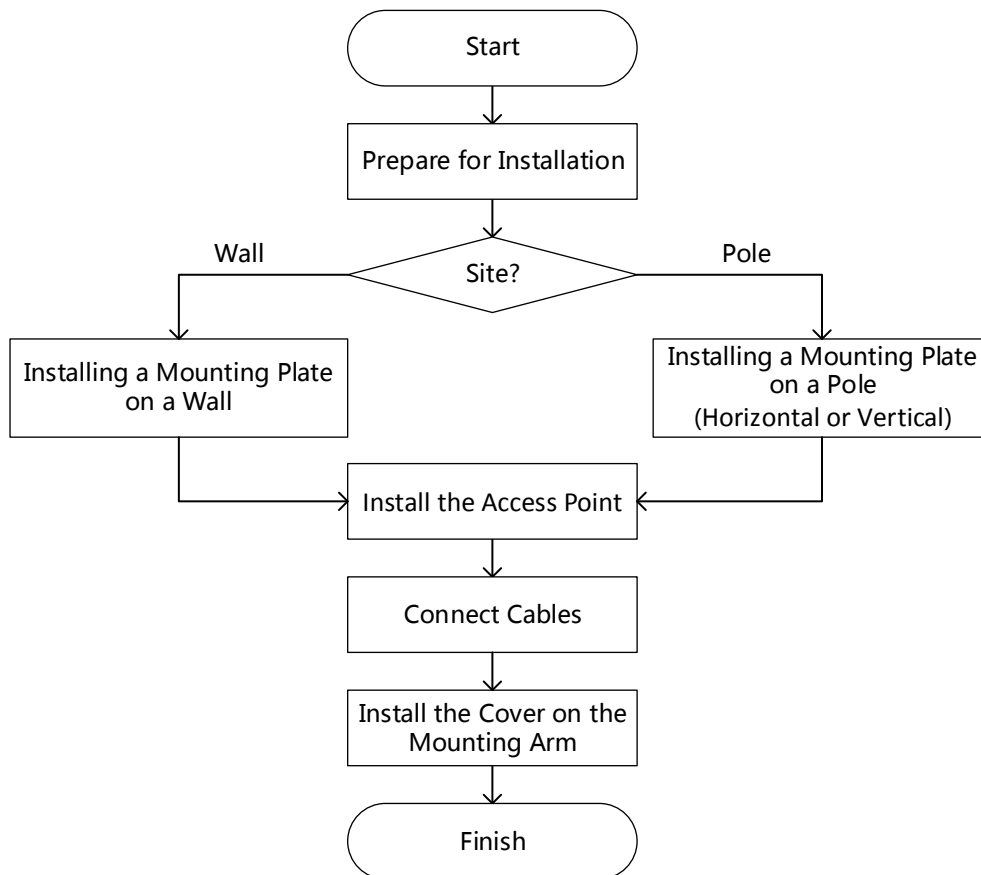 Start
Prepare for Installation
Wall
Pole
Site?
Installing a Mounting Plate
on a Wall
Installing a Mounting Plate
on a Pole
(Horizontal or Vertical)
Install the Access Point
Connect Cables
Install the Cover on the
Mounting Arm
Finish